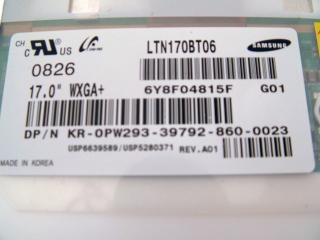 CH
C RU US
LTN170BT06
SAMSUNG
0826
17.0" WXGA+
6Y8F04815F G01
DP/N KR-0PW293-39792-860-0023
USP6639589/USP5280371 REV.A01
MADE IN KOREA